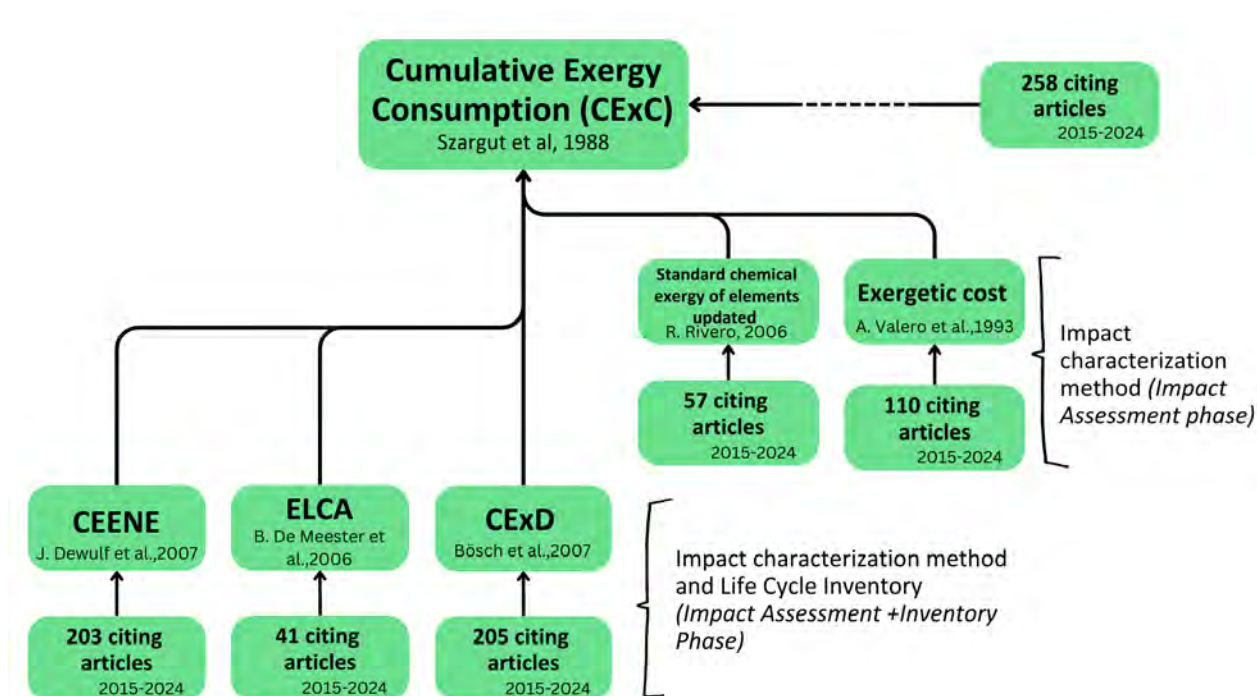 Cumulative Exergy
Consumption (CExC)
Szargut et al, 1988
258 citing
articles
2015-2024
Standard chemical
exergy of elements
updated
R. Rivero, 2006
Exergetic cost
A. Valero et al.,1993
57 citing
articles
2015-2024
110 citing
articles
2015-2024
Impact
characterization
method (Impact
Assessment phase)
CEENE
J. Dewulf et al.,2007
ELCA
B. De Meester et
al.,2006
CExD
Bösch et al.,2007
203 citing
articles
2015-2024
41 citing
articles
2015-2024
205 citing
articles
2015-2024
Impact characterization method
and Life Cycle Inventory
(Impact Assessment +Inventory
Phase)